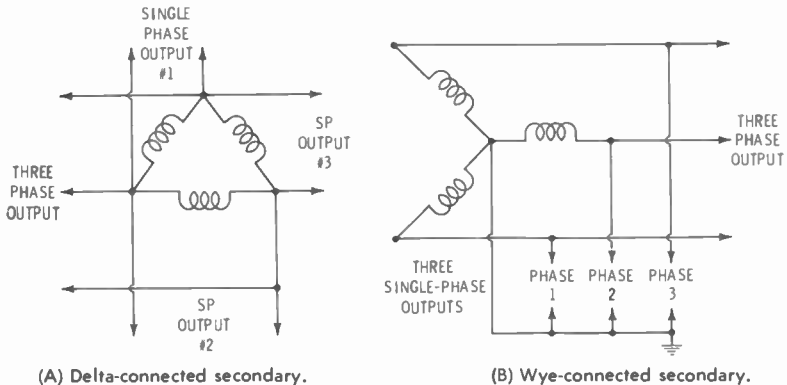 SINGLE
PHASE
OUTPUT
#1
SP
OUTPUT
#3
THREE
PHASE
OUTPUT
SP
OUTPUT
#2
(A) Delta-connected secondary.
THREE
PHASE
OUTPUT
THREE
SINGLE-PHASE
OUTPUTS
PHASE
1
PHASE
2
PHASE
3
(B) Wye-connected secondary.